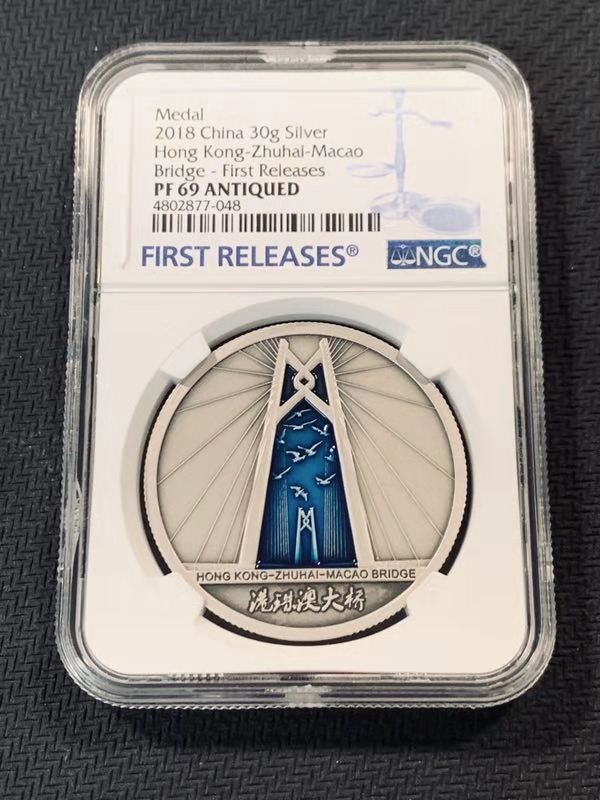 Medal
2018 China 30g Silver
Hong Kong-Zhuhai-Macao
Bridge - First Releases
PF 69 ANTIQUED
4802877-048
FIRST RELEASES®
NGC®
HONG KONG-ZHUHAI-MACAO BRIDGE
港珠澳大桥